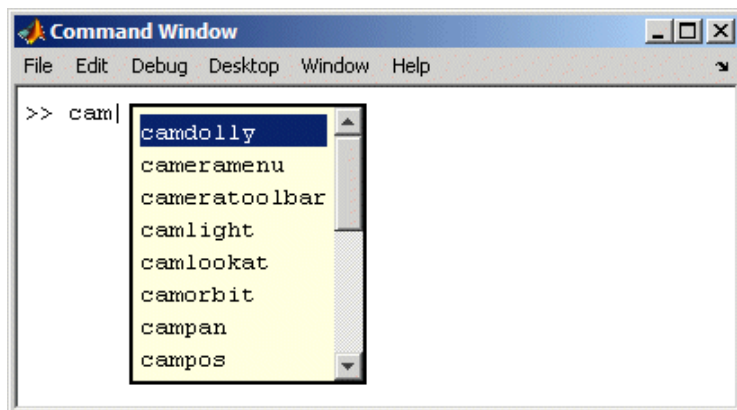 Command Window
File Edit Debug Desktop Window Help
>> cam
camdolly
cameramenu
cameratoolbar
camlight
camlookat
camorbit
campan
campos